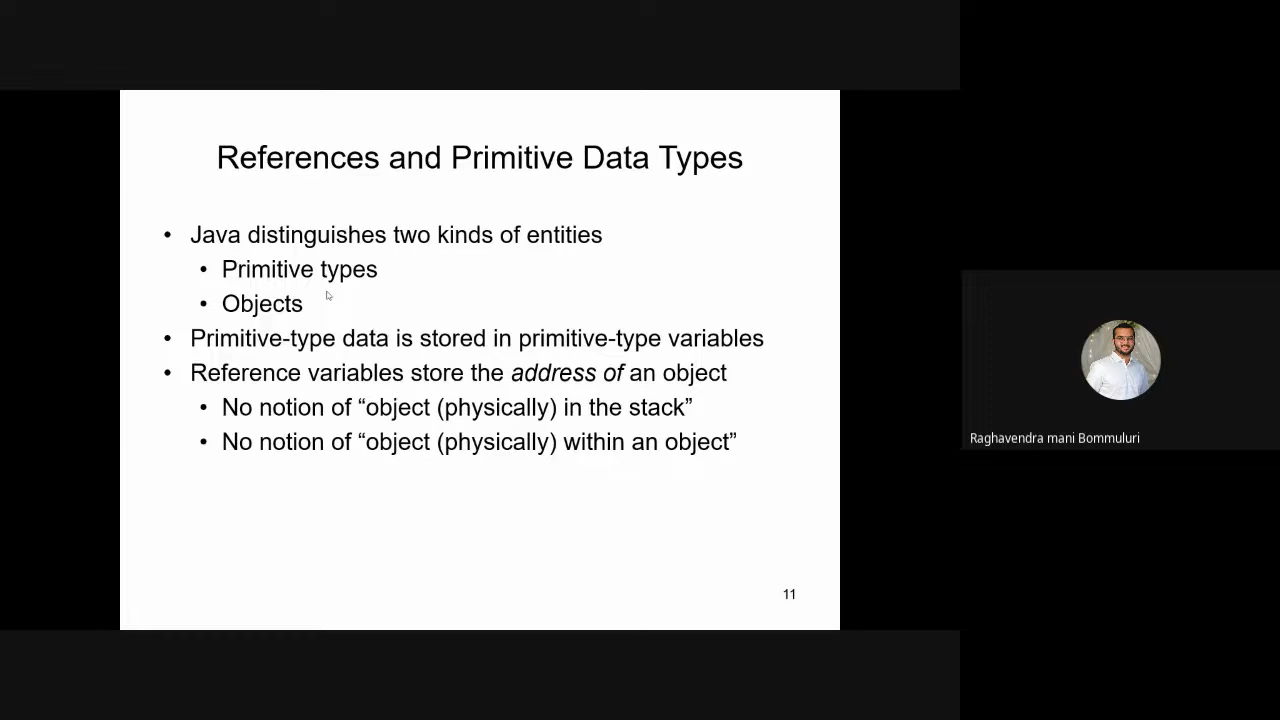 References and Primitive Data Types
• Java distinguishes two kinds of entities
• Primitive types
• Objects
• Primitive-type data is stored in primitive-type variables
• Reference variables store the address of an object
• No notion of “object (physically) in the stack”
• No notion of “object (physically) within an object”
11
Raghavendra mani Bommuluri